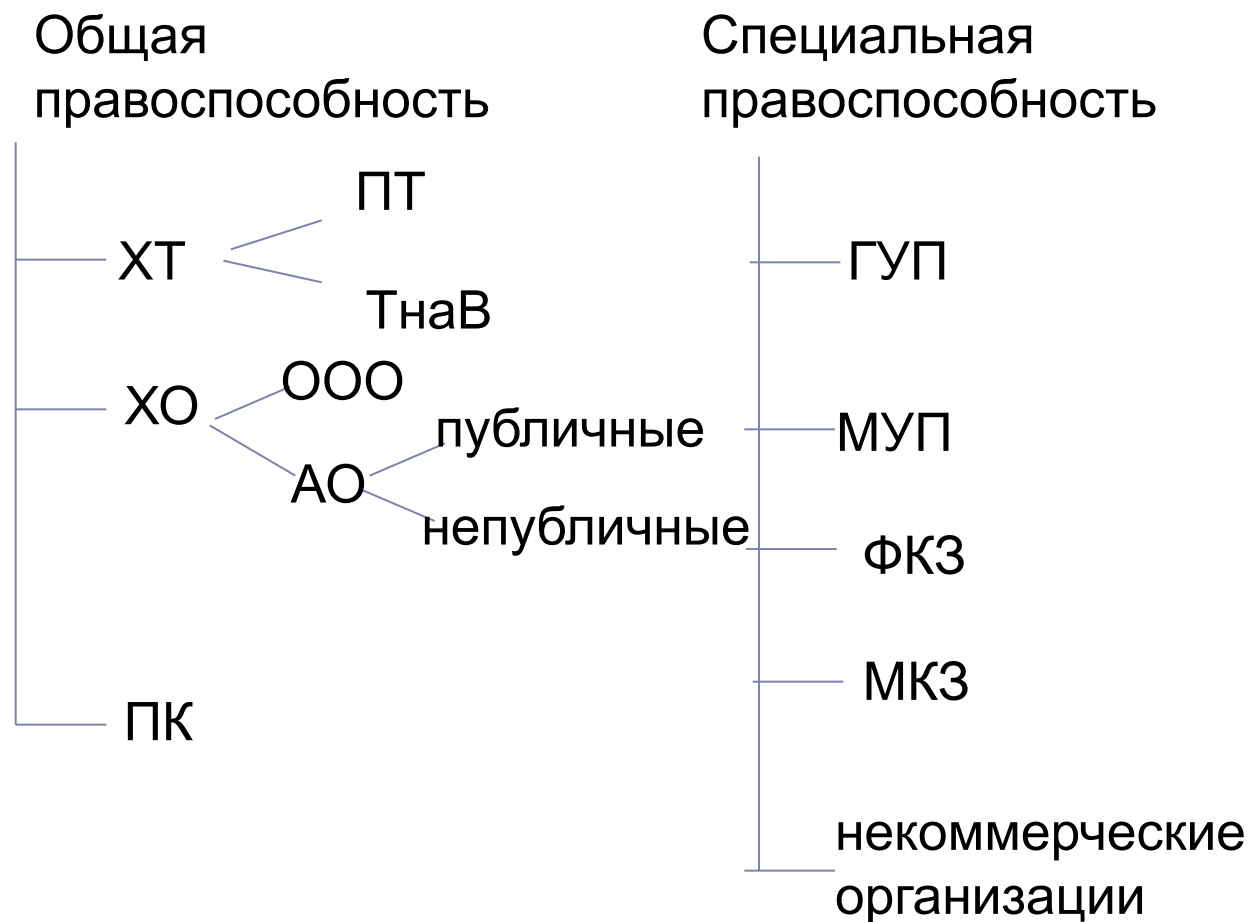 Общая
правоспособность
ХТ
ПТ
ТнаВ
ХО
ООО
АО
публичные
непубличные
ПК
Специальная
правоспособность
ГУП
МУП
ФКЗ
МКЗ
некоммерческие
организации